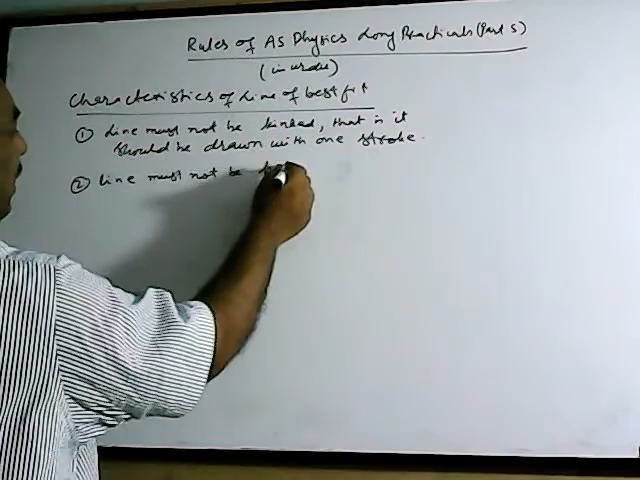 Rules of AS Physics Long Practicals (Part 5)
(in urdu)
Characteristics of Line of best fit
① Line must not be kinked, that is it
should be drawn with one stroke.
② Line must not be